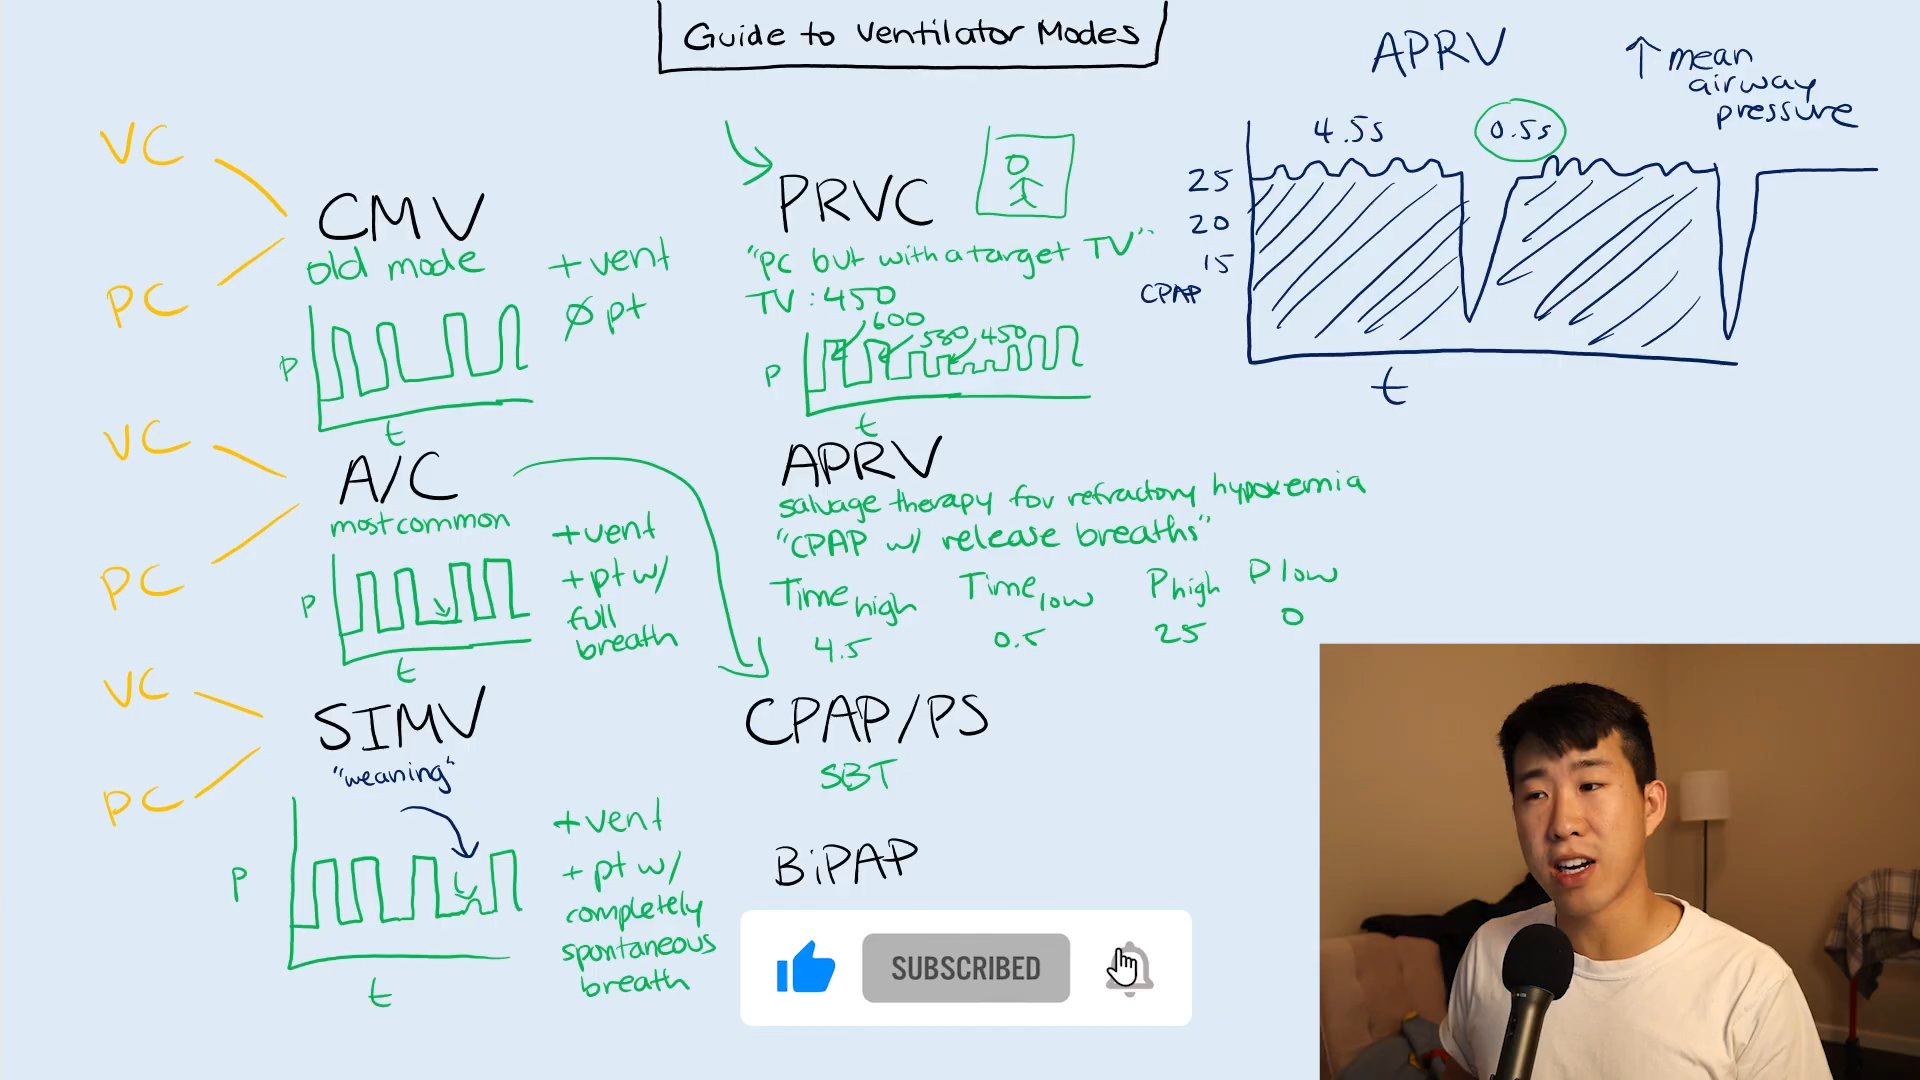 Guide to Ventilator Modes
VC
PC
CMV
old mode
+vent
Ø pt
P
t
VC
PC
A/C
most common
+vent
+pt w/
full
breath
P
t
VC
PC
SIMV
"weaning"
+vent
+pt w/
completely
spontaneous
breath
P
t
PRVC
"PC but with a target TV"
TV: 450
600
580
450
P
t
APRV
salvage therapy for refractory hypoxemia
"CPAP w/ release breaths"
Time high
Time low
P high
P low
4.5
0.5
25
0
CPAP/PS
SBT
BiPAP
SUBSCRIBED
APRV
↑ mean
airway
pressure
4.5s
0.5s
25
20
15
CPAP
t